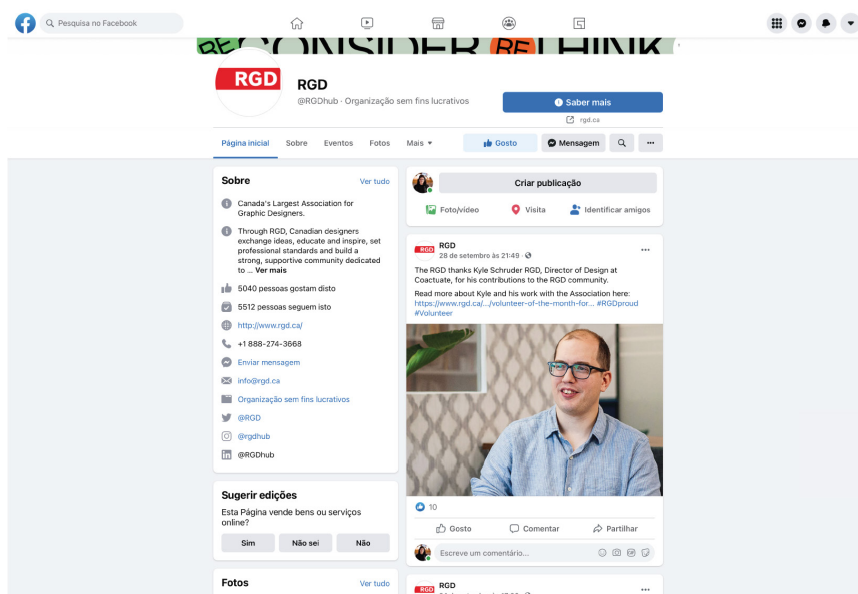 Pesquisa no Facebook
RECONSIDER RETHINK
RGD
RGD
@RGDhub · Organização sem fins lucrativos
Saber mais
rgd.ca
Página inicial
Sobre
Eventos
Fotos
Mais
Gosto
Mensagem
Sobre
Ver tudo
Canada's Largest Association for
Graphic Designers.
Through RGD, Canadian designers
exchange ideas, educate and inspire, set
professional standards and build a
strong, supportive community dedicated
to ... Ver mais
5040 pessoas gostam disto
5512 pessoas seguem isto
http://www.rgd.ca/
+1 888-274-3668
Enviar mensagem
info@rgd.ca
Organização sem fins lucrativos
@RGD
@rgdhub
@RGDhub
Sugerir edições
Esta Página vende bens ou serviços
online?
Sim
Não sei
Não
Fotos
Ver tudo
Criar publicação
Foto/vídeo
Visita
Identificar amigos
RGD
RGD
28 de setembro às 21:49 ·
The RGD thanks Kyle Schruder RGD, Director of Design at
Coactuate, for his contributions to the RGD community.
Read more about Kyle and his work with the Association here:
https://www.rgd.ca/.../volunteer-of-the-month-for... #RGDproud
#Volunteer
10
Gosto
Comentar
Partilhar
Escreve um comentário...
RGD
RGD